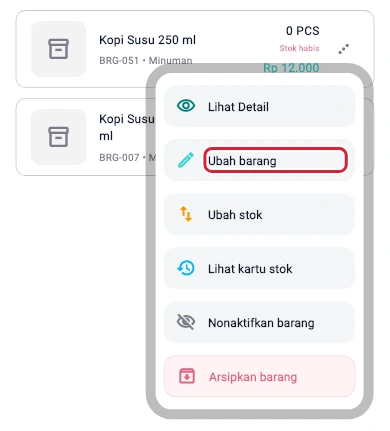 Kopi Susu 250 ml
0 PCS
Stok habis
BRG-051 • Minuman
Rp 12.000
Kopi Susu
ml
BRG-007 • M
Lihat Detail
Ubah barang
Ubah stok
Lihat kartu stok
Nonaktifkan barang
Arsipkan barang